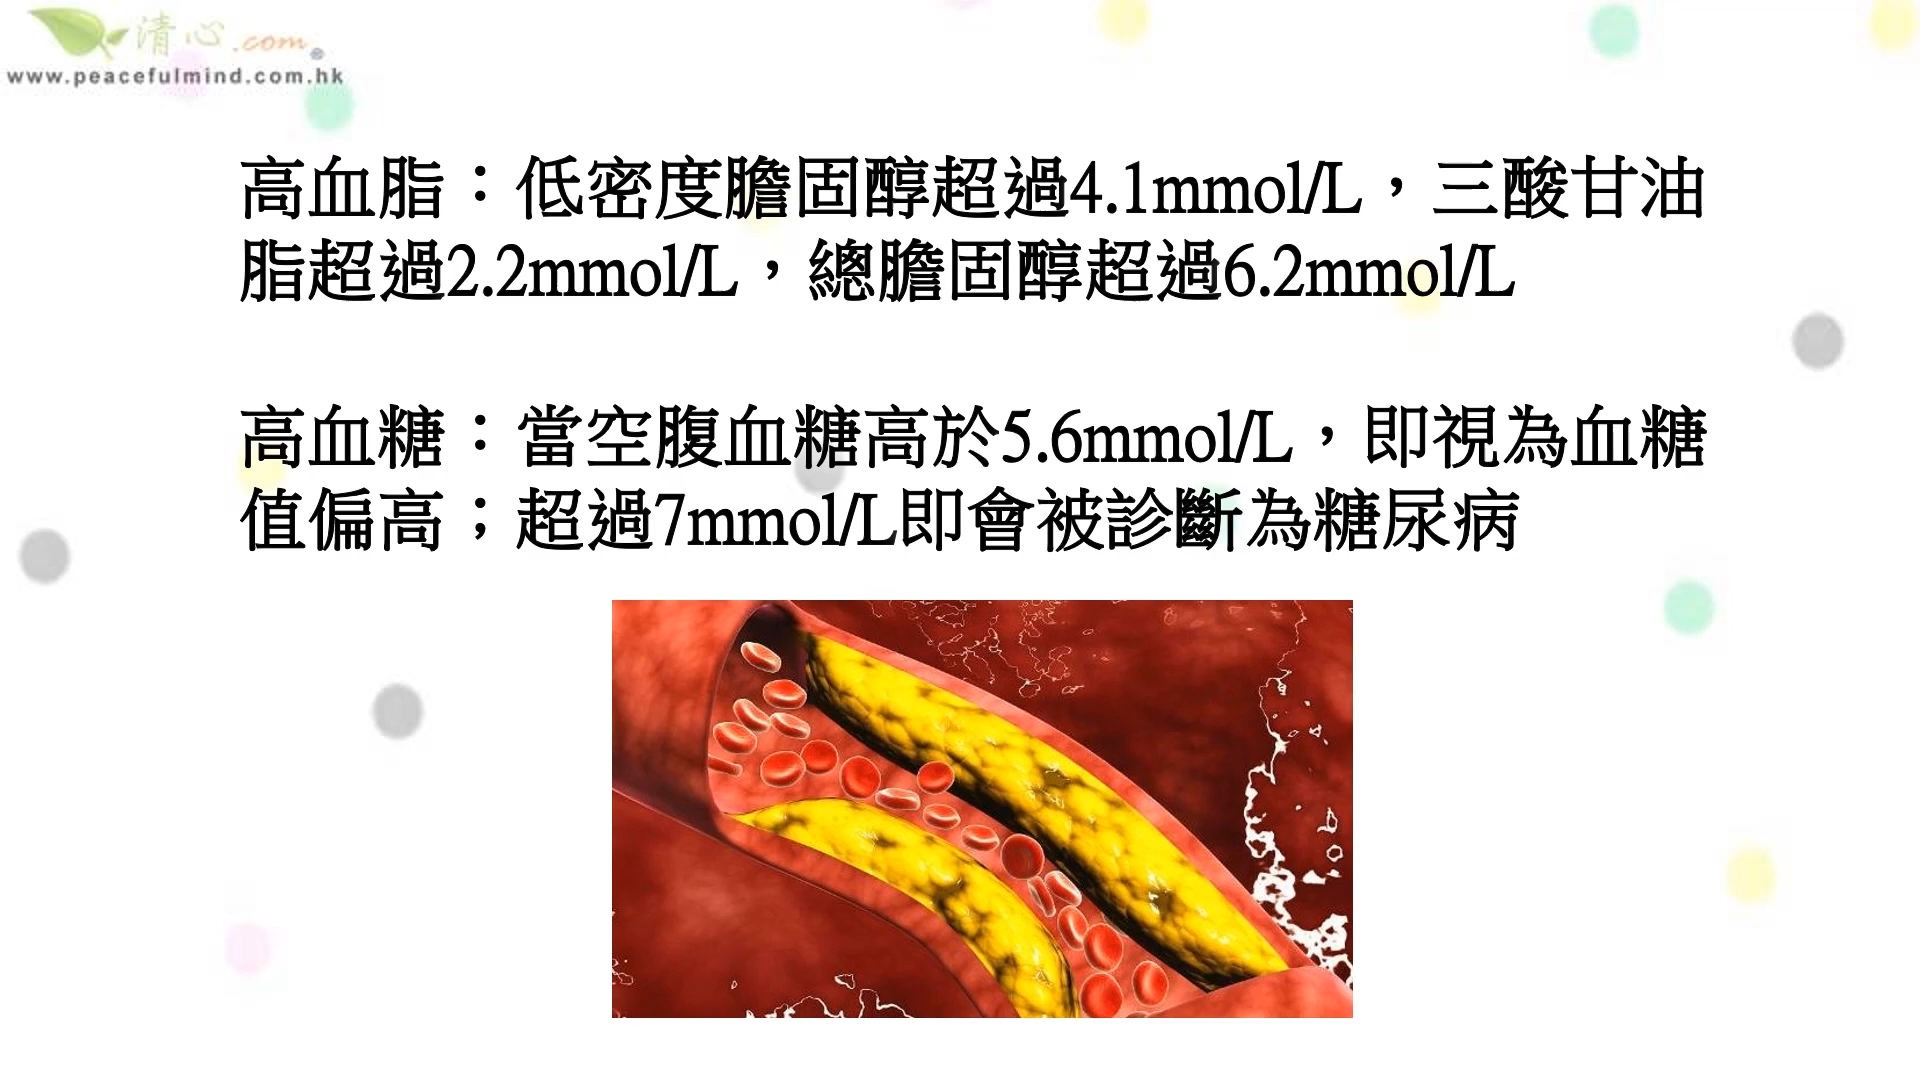 清心.com
www.peacefulmind.com.hk
高血脂：低密度膽固醇超過4.1mmol/L，三酸甘油
脂超過2.2mmol/L，總膽固醇超過6.2mmol/L
高血糖：當空腹血糖高於5.6mmol/L，即視為血糖
值偏高；超過7mmol/L即會被診斷為糖尿病